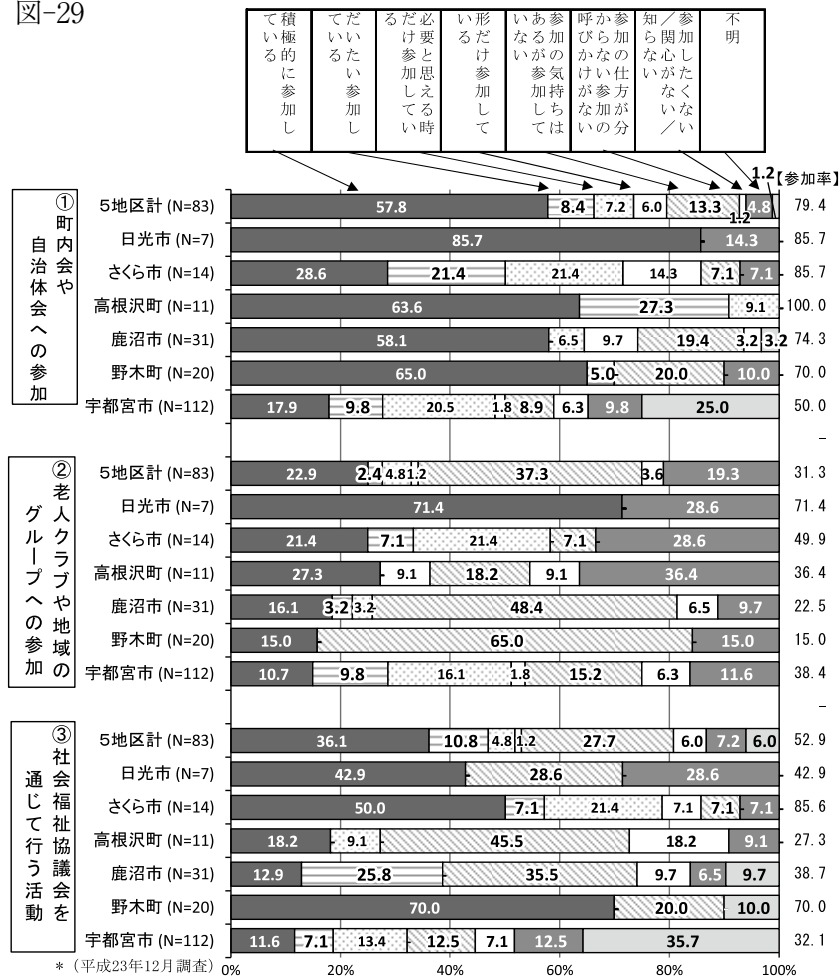 図-29
積極的に参加し
ている
だいたい参加し
ている
必要と思える時
だけ参加してい
る
形だけ参加して
いる
参加の気持ちは
あるが参加して
いない
参加の仕方が分
からない参加の
呼びかけがない
参加したくない
／関心がない／
知らない
不明
【参加率】
①町内会や
自治体会への参加
5地区計 (N=83) 57.8 8.4 7.2 6.0 13.3 1.2 4.8 1.2 79.4
日光市 (N=7) 85.7 14.3 85.7
さくら市 (N=14) 28.6 21.4 21.4 14.3 7.1 7.1 85.7
高根沢町 (N=11) 63.6 27.3 9.1 100.0
鹿沼市 (N=31) 58.1 6.5 9.7 19.4 3.2 3.2 74.3
野木町 (N=20) 65.0 5.0 20.0 10.0 70.0
宇都宮市 (N=112) 17.9 9.8 20.5 1.8 8.9 6.3 9.8 25.0 50.0
–
②老人クラブや地域の
グループへの参加
5地区計 (N=83) 22.9 2.4 4.8 1.2 37.3 3.6 19.3 31.3
日光市 (N=7) 71.4 28.6 71.4
さくら市 (N=14) 21.4 7.1 21.4 7.1 28.6 49.9
高根沢町 (N=11) 27.3 9.1 18.2 9.1 36.4 36.4
鹿沼市 (N=31) 16.1 3.2 3.2 48.4 6.5 9.7 22.5
野木町 (N=20) 15.0 65.0 15.0 15.0
宇都宮市 (N=112) 10.7 9.8 16.1 1.8 15.2 6.3 11.6 38.4
–
③社会福祉協議会を
通じて行う活動
5地区計 (N=83) 36.1 10.8 4.8 1.2 27.7 6.0 7.2 6.0 52.9
日光市 (N=7) 42.9 28.6 28.6 42.9
さくら市 (N=14) 50.0 7.1 21.4 7.1 7.1 7.1 85.6
高根沢町 (N=11) 18.2 9.1 45.5 18.2 9.1 27.3
鹿沼市 (N=31) 12.9 25.8 35.5 9.7 6.5 9.7 38.7
野木町 (N=20) 70.0 20.0 10.0 70.0
宇都宮市 (N=112) 11.6 7.1 13.4 12.5 7.1 12.5 35.7 32.1
＊（平成23年12月調査）
0% 20% 40% 60% 80% 100%